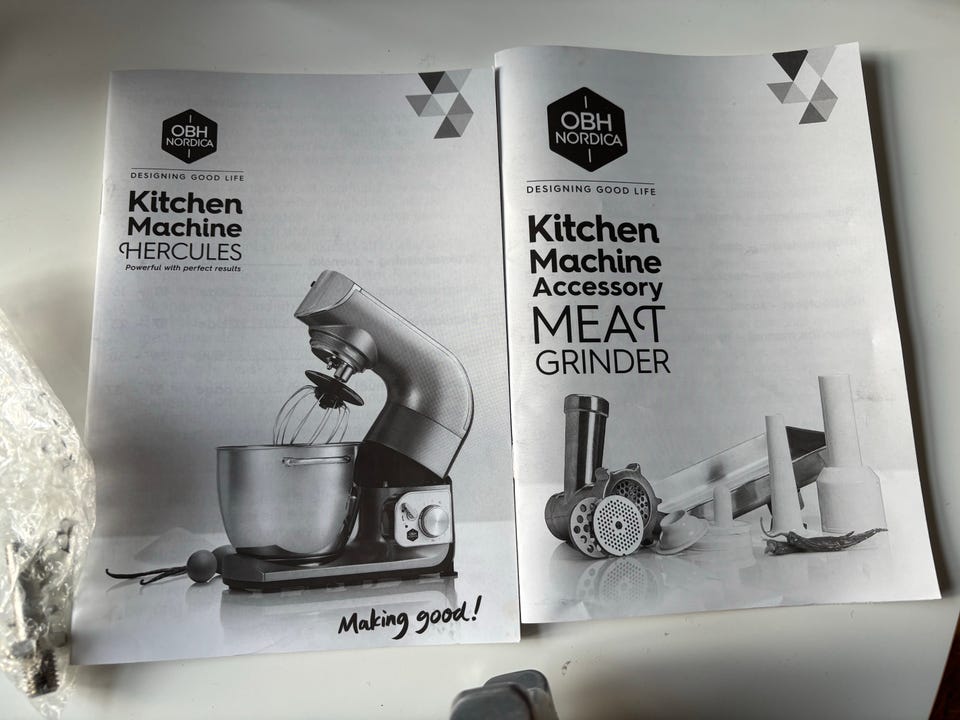 OBH
NORDICA
DESIGNING GOOD LIFE
Kitchen
Machine
HERCULES
Powerful with perfect results
Making good!
OBH
NORDICA
DESIGNING GOOD LIFE
Kitchen
Machine
Accessory
MEAT
GRINDER